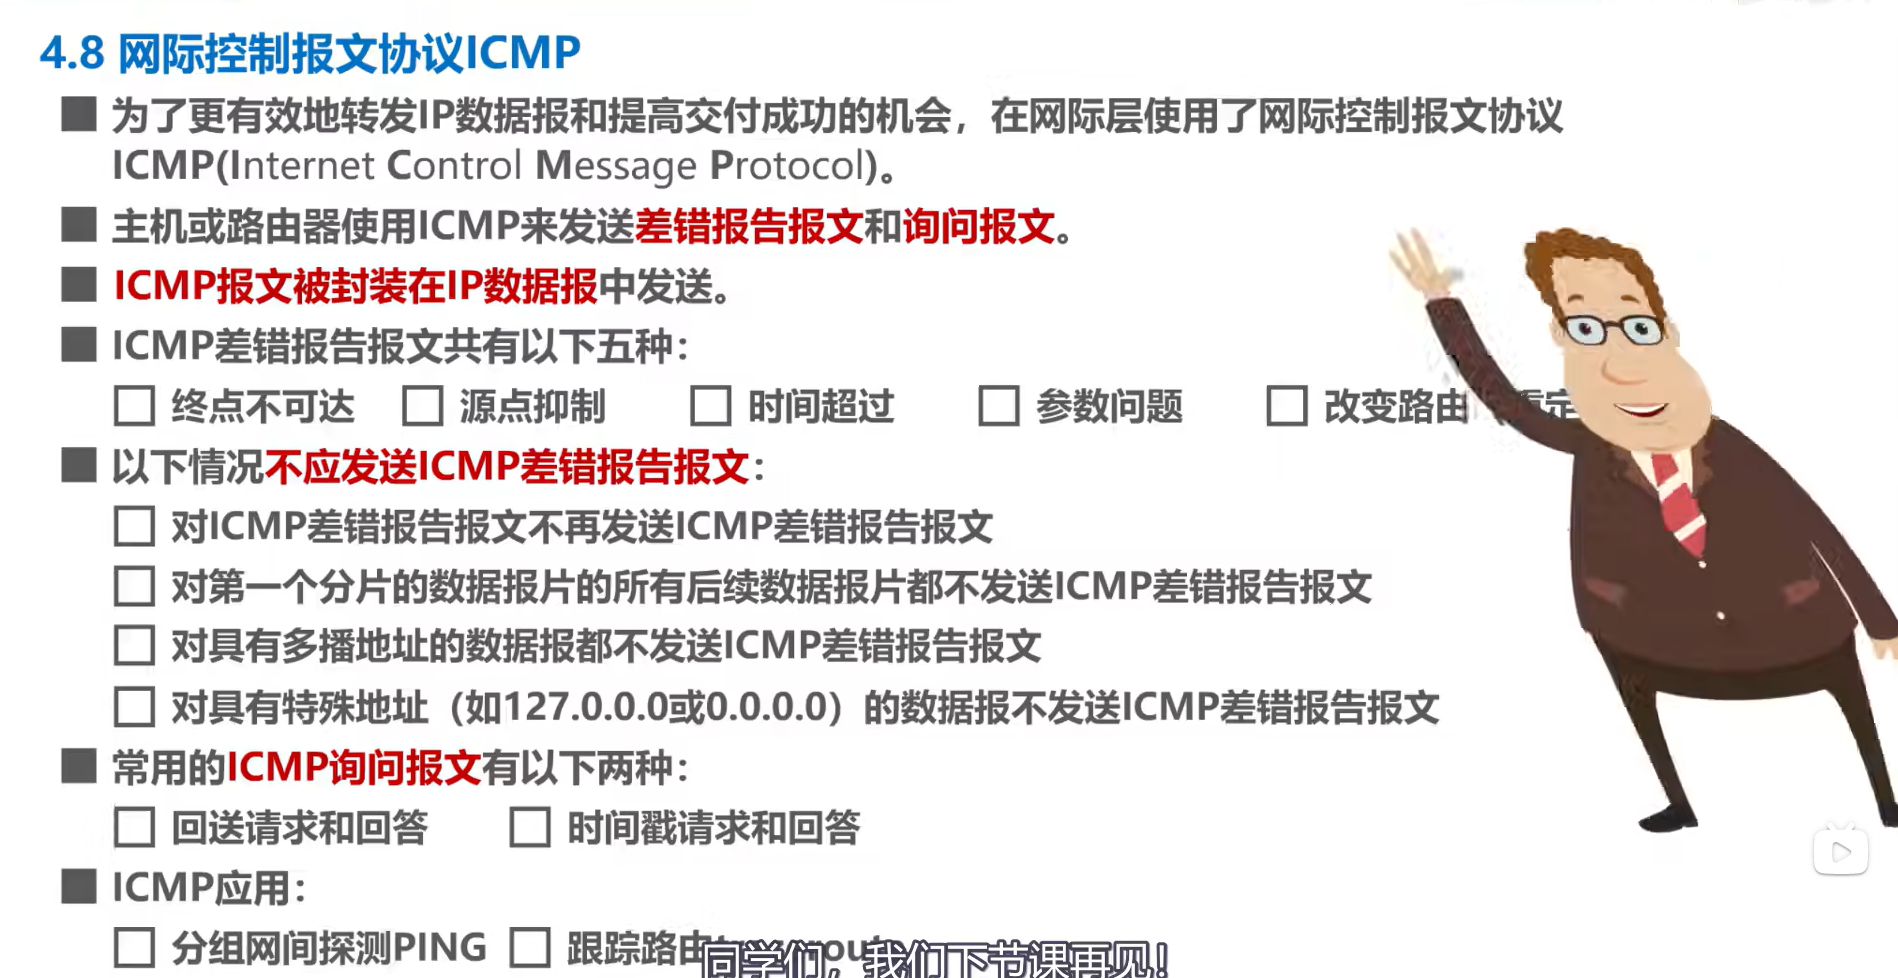 4.8 网际控制报文协议ICMP
为了更有效地转发IP数据报和提高交付成功的机会，在网际层使用了网际控制报文协议
ICMP(Internet Control Message Protocol)。
主机或路由器使用ICMP来发送差错报告报文和询问报文。
ICMP报文被封装在IP数据报中发送。
ICMP差错报告报文共有以下五种：
终点不可达 源点抑制 时间超过 参数问题 改变路由
以下情况不应发送ICMP差错报告报文：
对ICMP差错报告报文不再发送ICMP差错报告报文
对第一个分片的数据报片的所有后续数据报片都不发送ICMP差错报告报文
对具有多播地址的数据报都不发送ICMP差错报告报文
对具有特殊地址（如127.0.0.0或0.0.0.0）的数据报不发送ICMP差错报告报文
常用的ICMP询问报文有以下两种：
回送请求和回答 时间戳请求和回答
ICMP应用：
分组网间探测PING 跟踪路由
同学们，我们下节课再见！